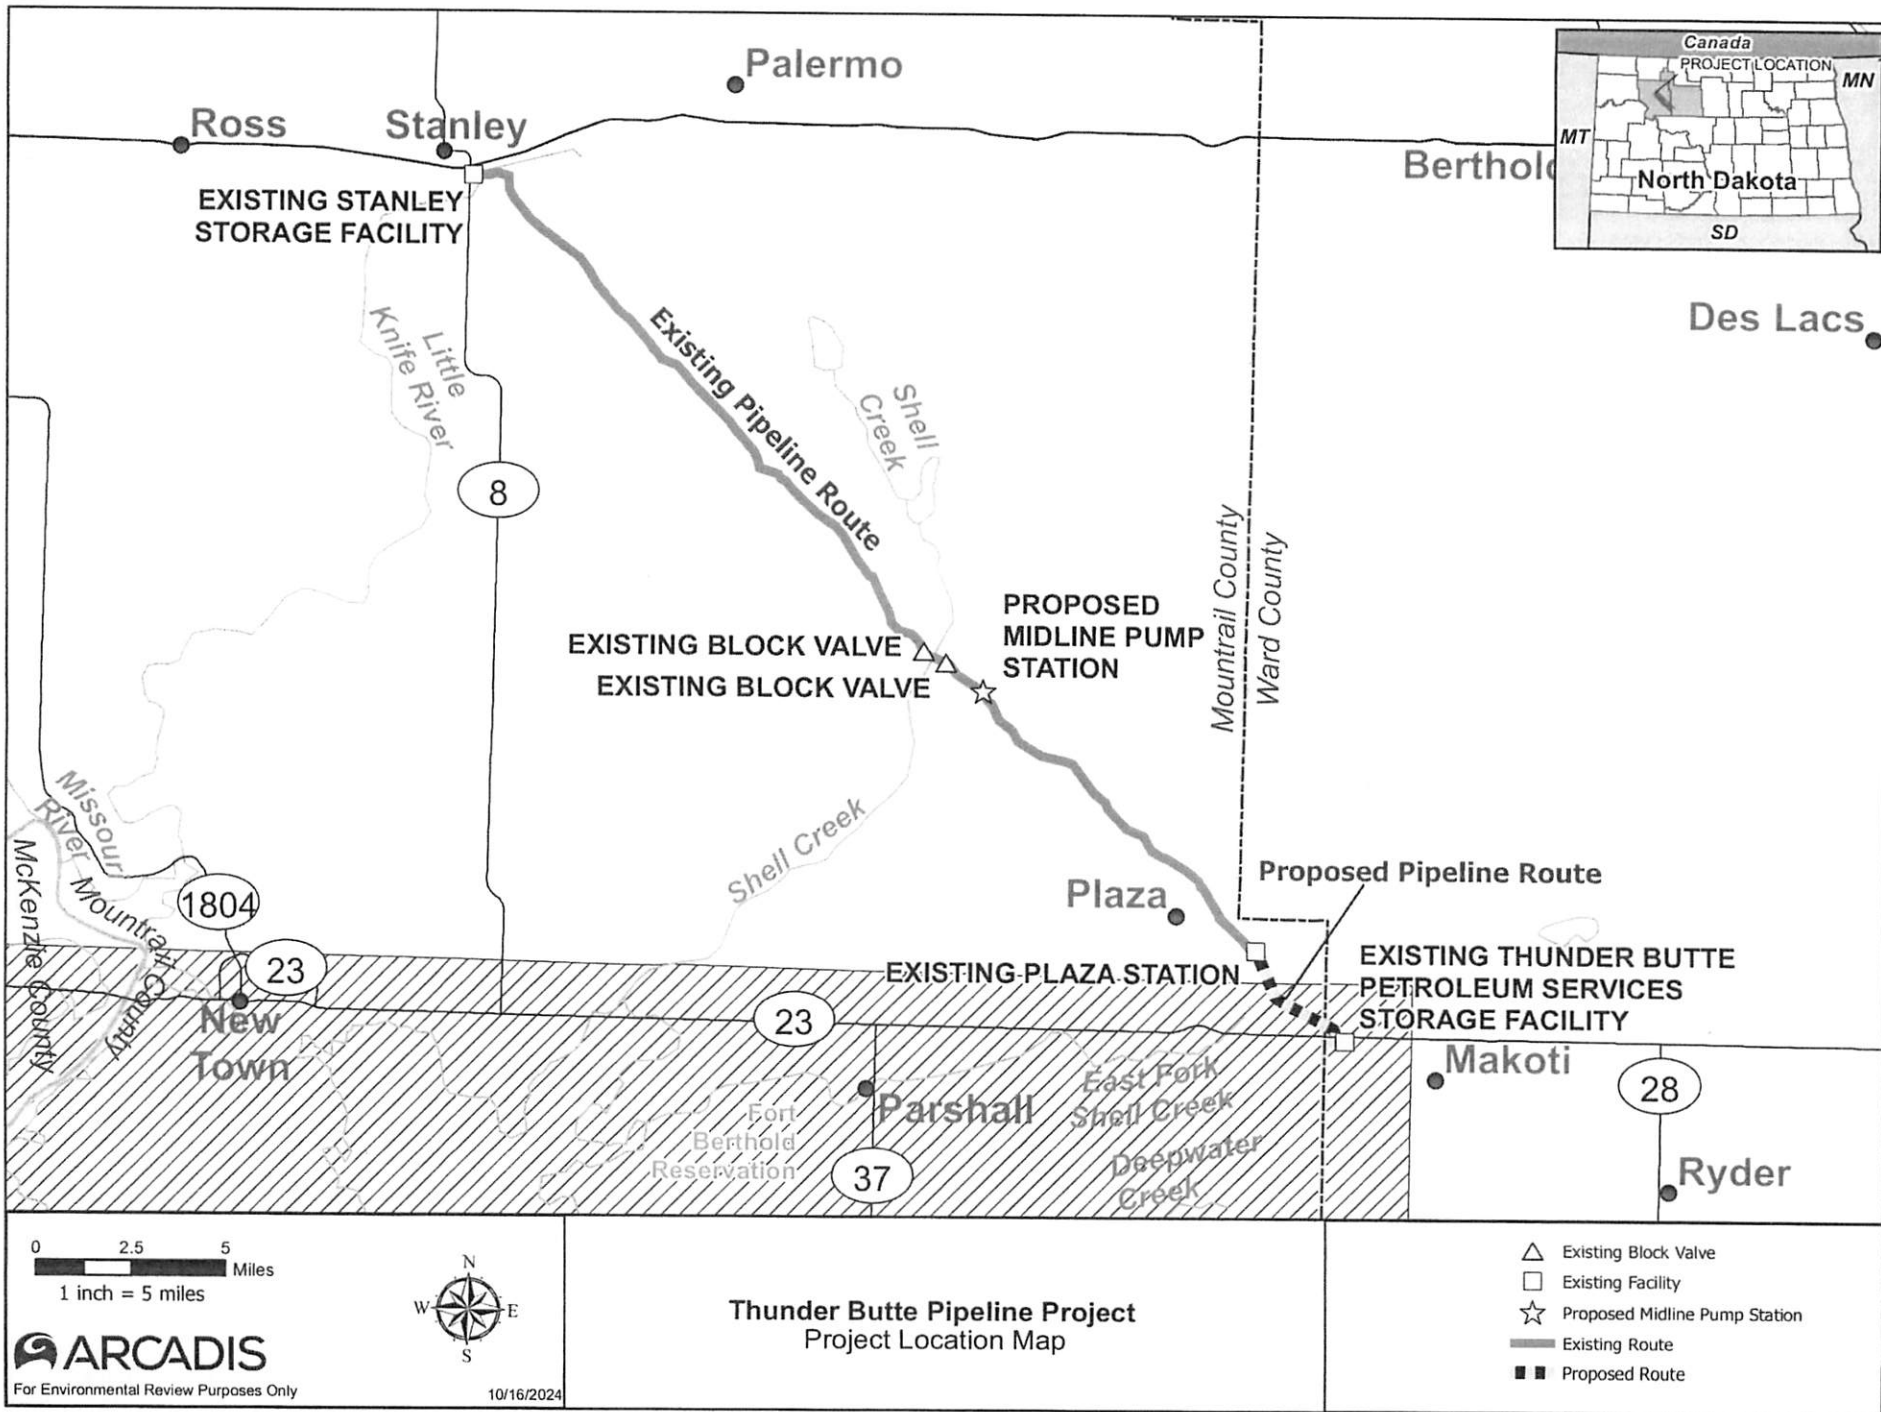 Canada
PROJECT LOCATION
MN
MT
North Dakota
SD
Palermo
Ross
Stanley
Berthold
EXISTING STANLEY
STORAGE FACILITY
Des Lacs
Little
Knife River
Existing Pipeline Route
Shell
Creek
8
Mountrail County
Ward County
PROPOSED
MIDLINE PUMP
STATION
EXISTING BLOCK VALVE
EXISTING BLOCK VALVE
Missour
River
McKenzie County
Mountrail County
1804
Shell Creek
Plaza
Proposed Pipeline Route
23
EXISTING PLAZA STATION
EXISTING THUNDER BUTTE
PETROLEUM SERVICES
STORAGE FACILITY
New
Town
23
Makoti
East Fork
Shell Creek
28
Parshall
Fort
Berthold
Reservation
Deepwater
Creek
37
Ryder
0 2.5 5
Miles
1 inch = 5 miles
N
W E
S
ARCADIS
For Environmental Review Purposes Only
10/16/2024
Thunder Butte Pipeline Project
Project Location Map
Existing Block Valve
Existing Facility
Proposed Midline Pump Station
Existing Route
Proposed Route